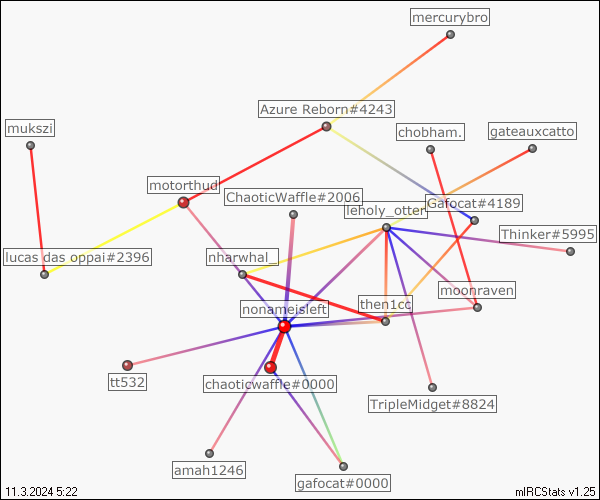 mercurybro
Azure Reborn#4243
mukszi
chobham.
gateauxcatto
motorthud
ChaoticWaffle#2006
Gafocat#4189
leholy_otter
Thinker#5995
lucas das oppai#2396
nharwhal_
moonraven
nonameisleft
then1cc
tt532
chaoticwaffle#0000
TripleMidget#8824
amah1246
gafocat#0000
11.3.2024 5:22
mIRCStats v1.25